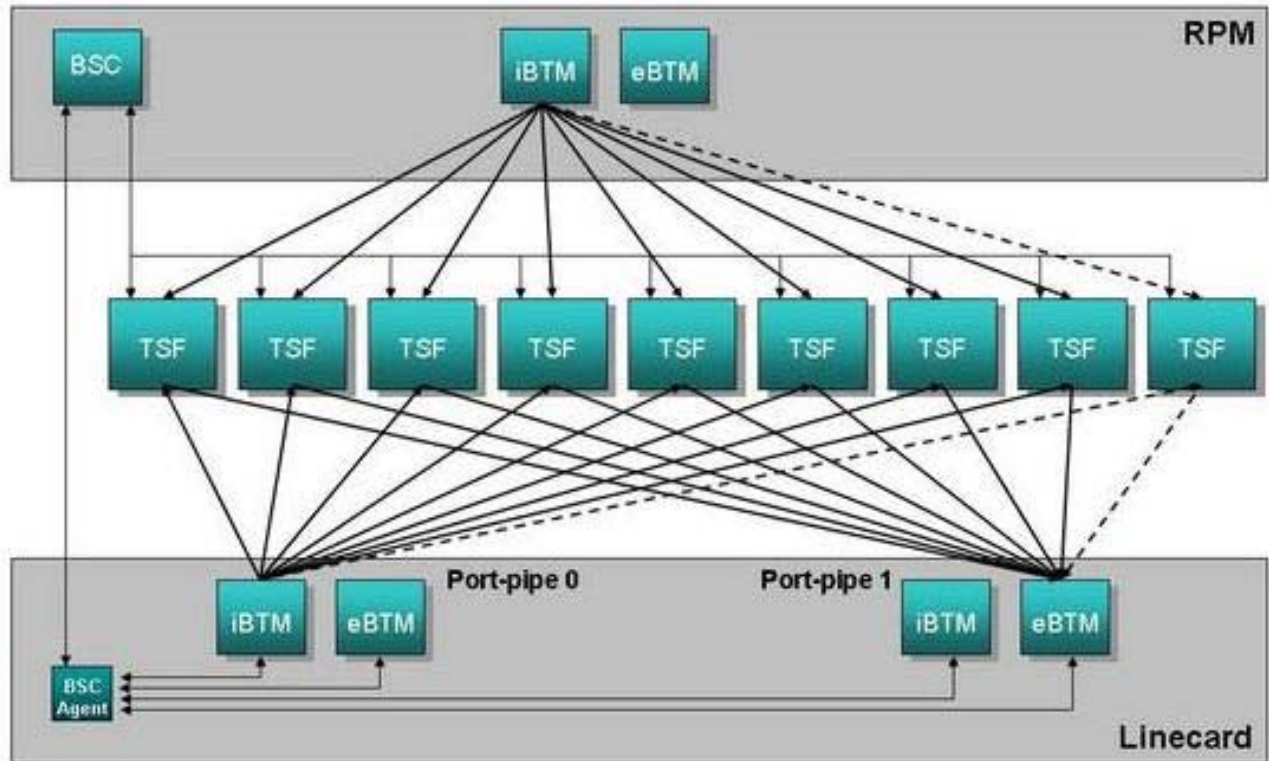 RPM
BSC
iBTM
eBTM
TSF
TSF
TSF
TSF
TSF
TSF
TSF
TSF
TSF
Port-pipe 0
Port-pipe 1
iBTM
eBTM
iBTM
eBTM
BSC
Agent
Linecard